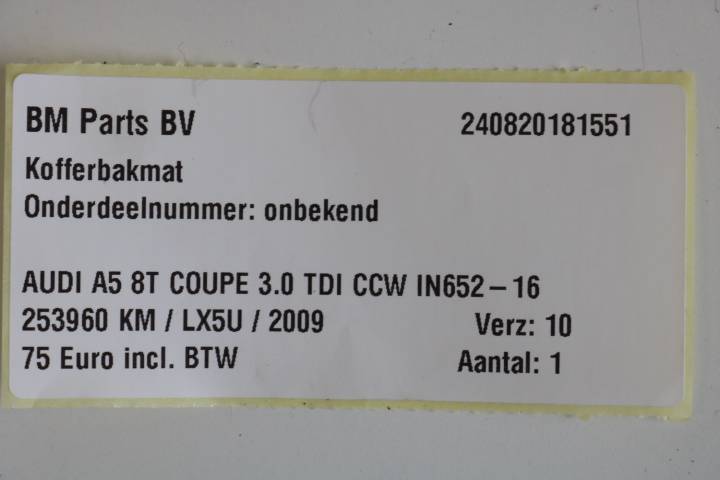 BM Parts BV 240820181551
Kofferbakmat
Onderdeelnummer: onbekend
AUDI A5 8T COUPE 3.0 TDI CCW IN652-16
253960 KM / LX5U / 2009 Verz: 10
75 Euro incl. BTW Aantal: 1